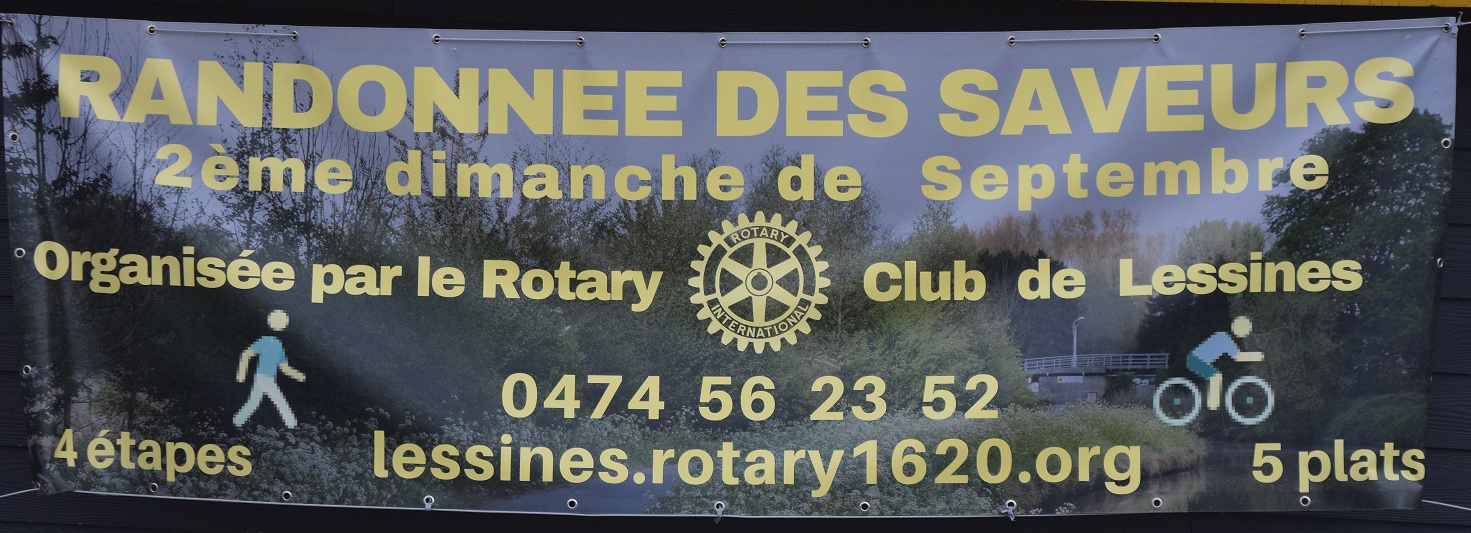 RANDONNEE DES SAVEURS
2ème dimanche de Septembre
Organisée par le Rotary Club de Lessines
ROTARY
INTERNATIONAL
0474 56 23 52
4 étapes lessines.rotary1620.org 5 plats